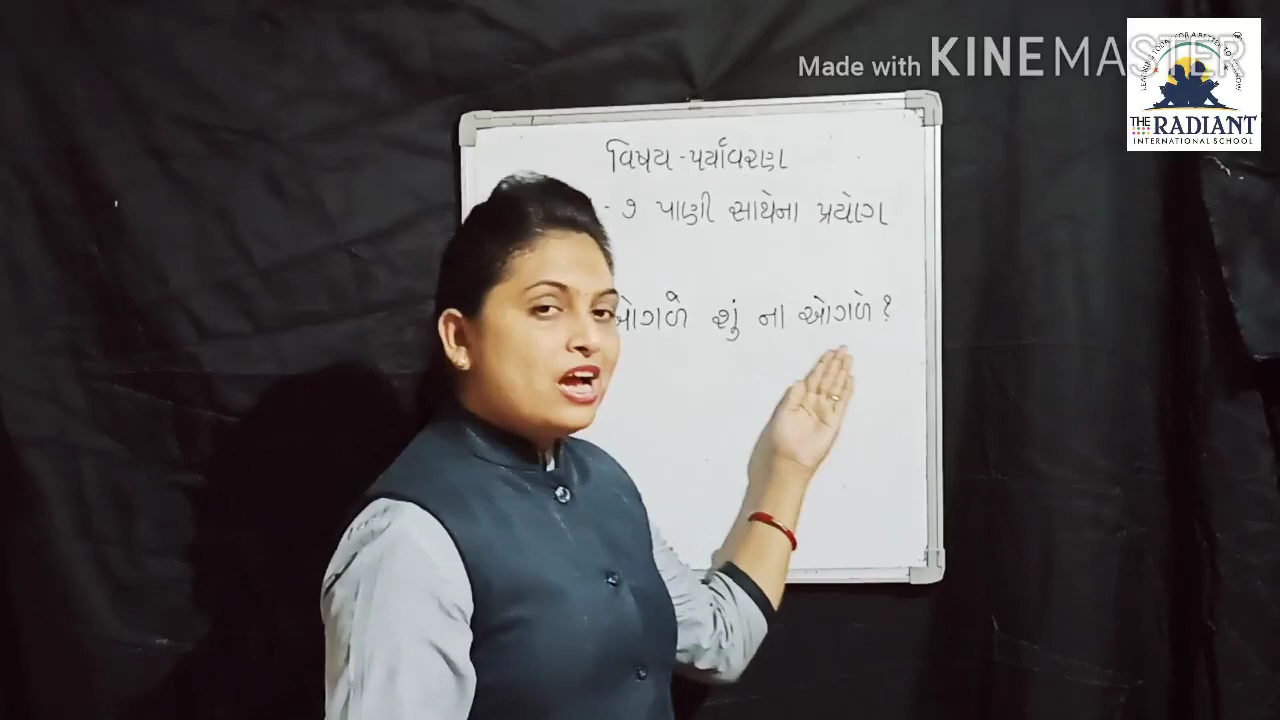 Made with KINEMASTER
THE RADIANT
INTERNATIONAL SCHOOL
વિષય - પર્યાવરણ
- ૭ પાણી સાથેના પ્રયોગ
ઓગળે શું ના ઓગળે ?